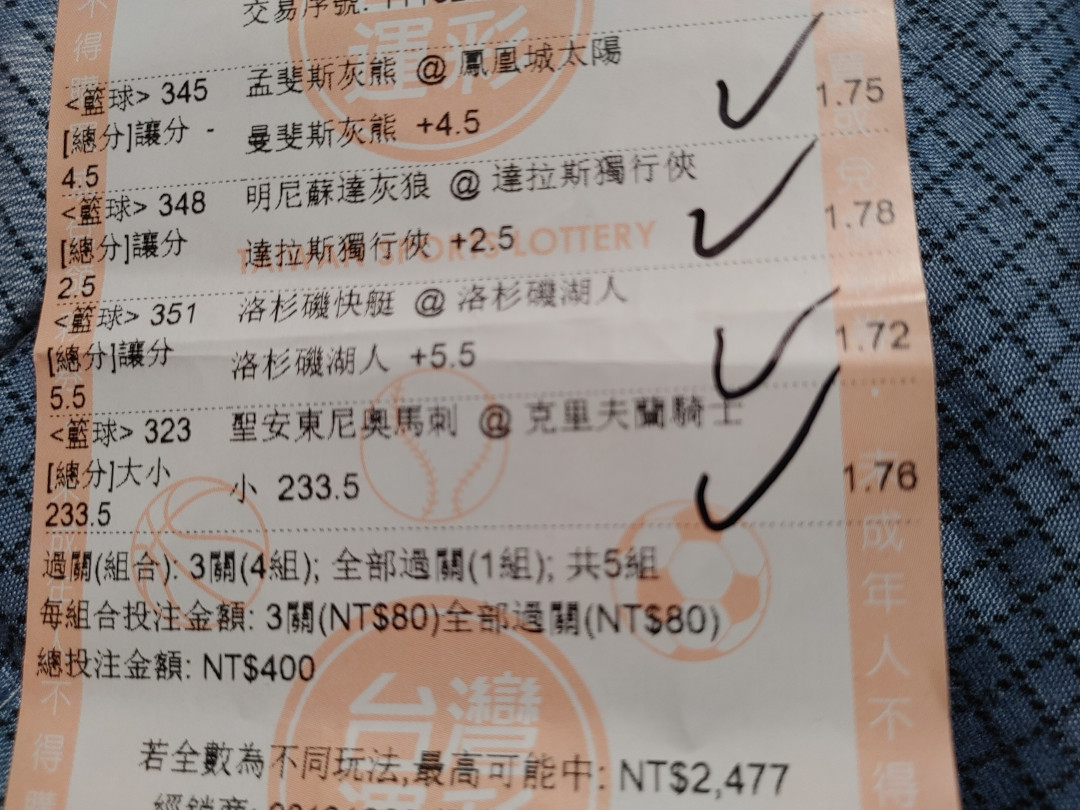 交易序號:
<籃球> 345 孟斐斯灰熊 @ 鳳凰城太陽 1.75
[總分]讓分 - 曼斐斯灰熊 +4.5
4.5
<籃球> 348 明尼蘇達灰狼 @ 達拉斯獨行俠 1.78
[總分]讓分 達拉斯獨行俠 +2.5
2.5
TAIWAN SPORTS LOTTERY
<籃球> 351 洛杉磯快艇 @ 洛杉磯湖人 1.72
[總分]讓分 洛杉磯湖人 +5.5
5.5
<籃球> 323 聖安東尼奧馬刺 @ 克里夫蘭騎士 1.76
[總分]大小 小 233.5
233.5
過關(組合): 3關(4組); 全部過關(1組); 共5組
每組合投注金額: 3關(NT$80)全部過關(NT$80)
總投注金額: NT$400
台灣
運彩
若全數為不同玩法,最高可能中: NT$2,477
經銷商:
運彩
未成年人不得